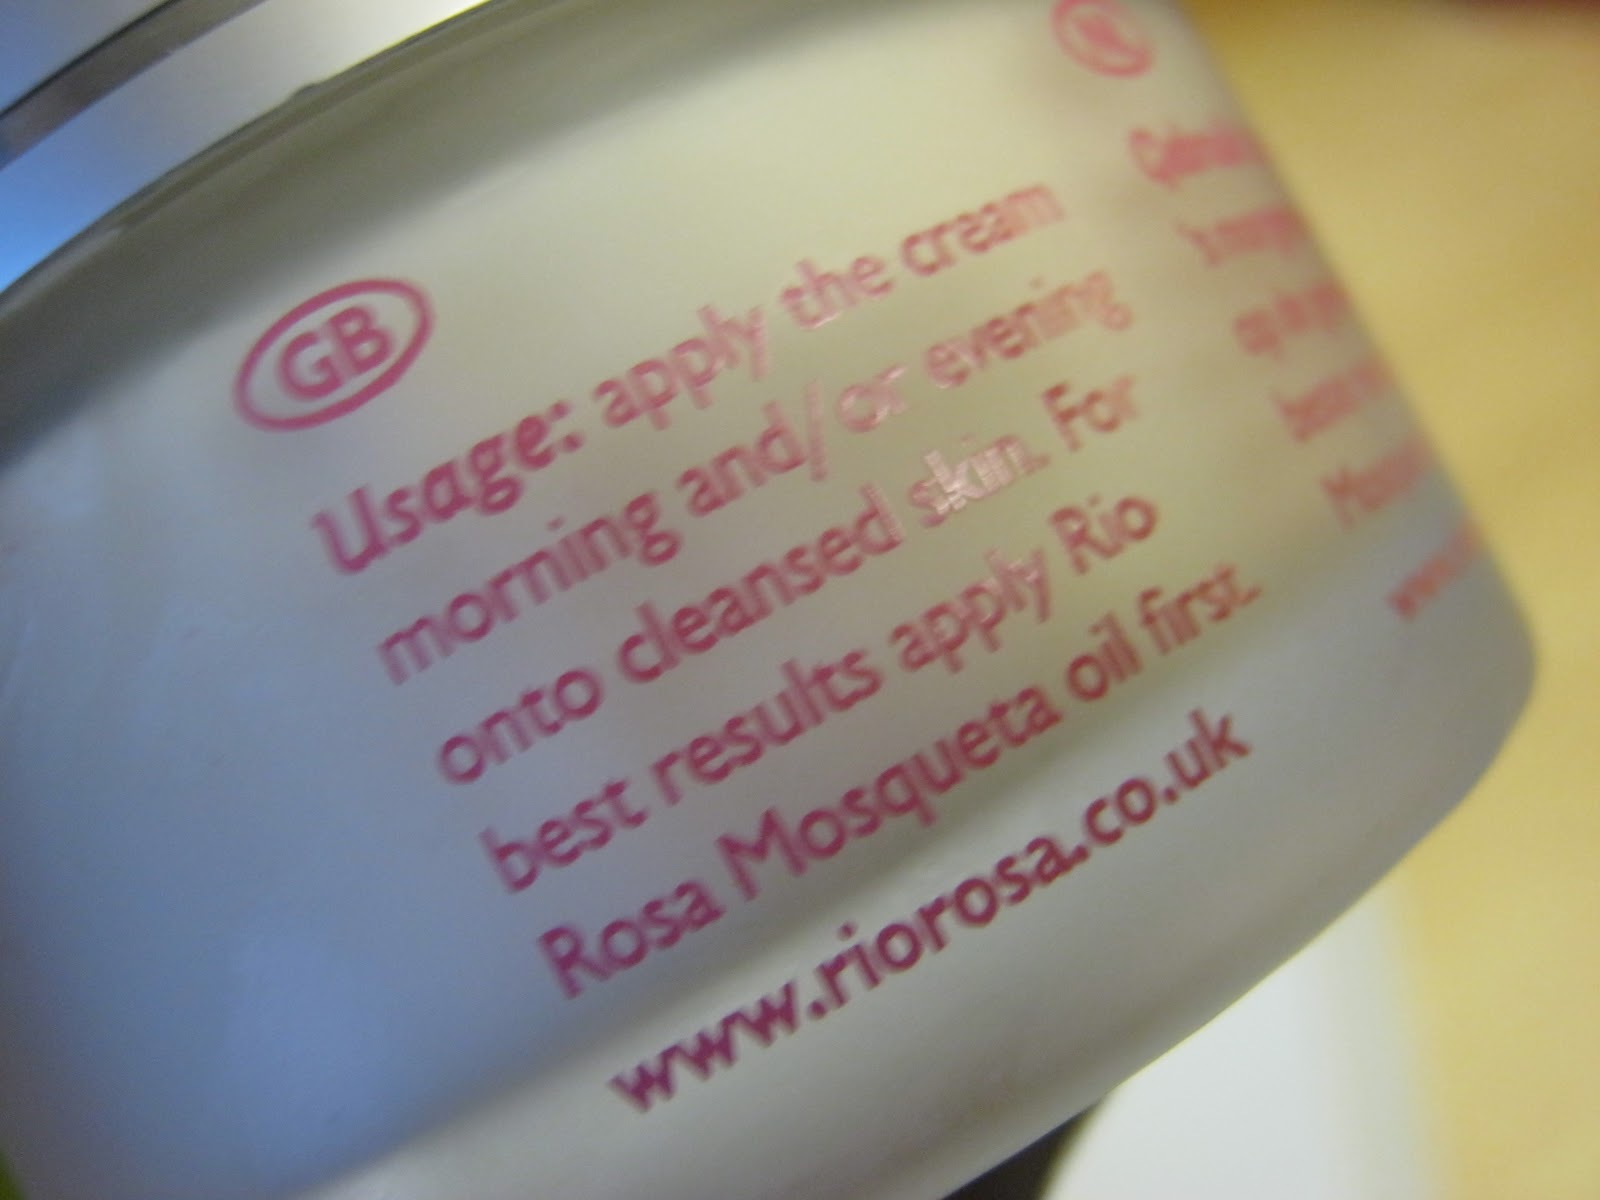 GB
Usage: apply the cream
morning and/or evening
onto cleansed skin. For
best results apply Rio
Rosa Mosqueta oil first.
www.riorosa.co.uk